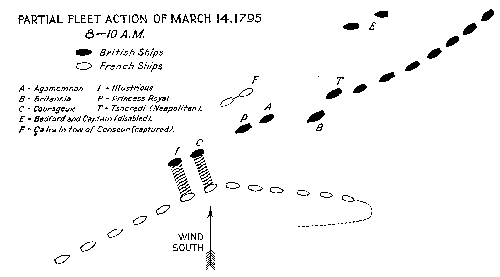 PARTIAL FLEET ACTION OF MARCH 14, 1795
8–10 A.M.
British Ships
French Ships
A - Agamemnon I - Illustrious
B - Britannia P - Princess Royal
C - Courageux T - Tancredi (Neapolitan).
E - Bedford and Captain (disabled).
F - Ça ira in tow of Censeur (captured).
E
F
T
A
P
B
I
C
WIND
SOUTH